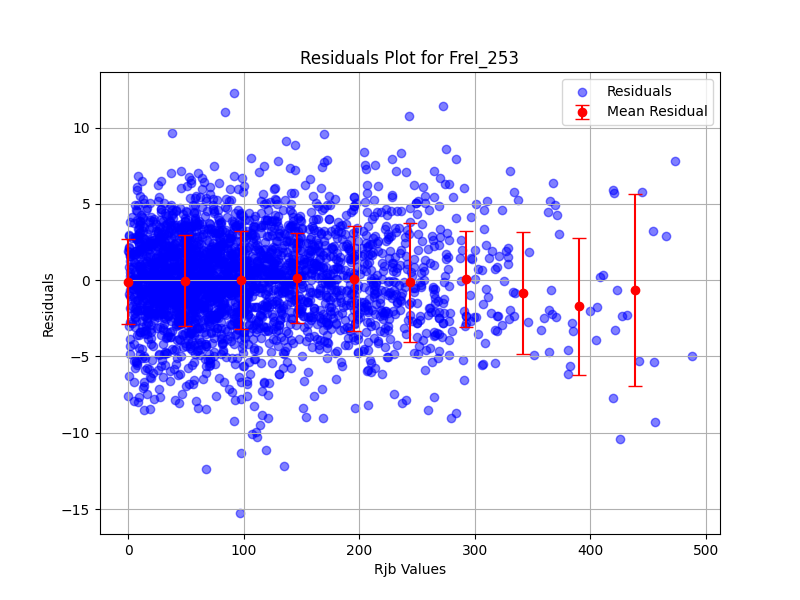 Residuals Plot for FreI_253
Residuals
Mean Residual
10
5
0
−5
−10
−15
Residuals
0
100
200
300
400
500
Rjb Values